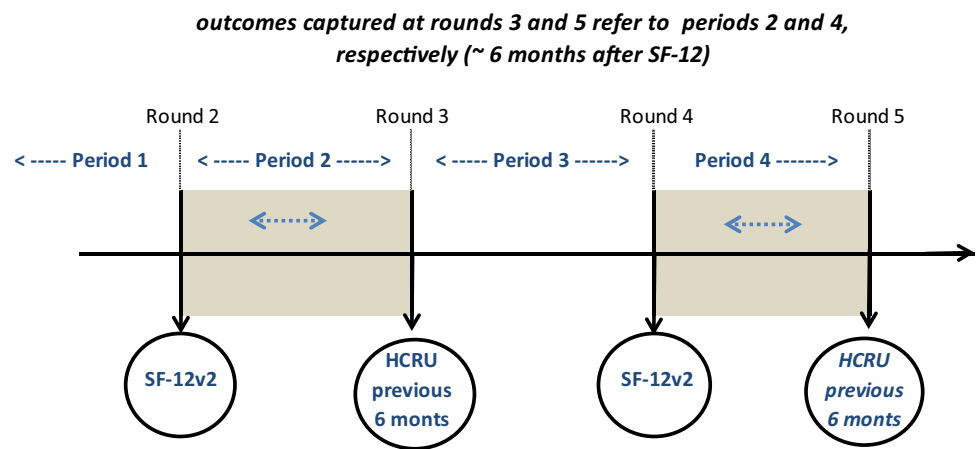 outcomes captured at rounds 3 and 5 refer to periods 2 and 4,
respectively (~ 6 months after SF-12)
Round 2
Round 3
Round 4
Round 5
< ----- Period 1
< ----- Period 2 ------>
< ----- Period 3 ------>
Period 4 ------->
SF-12v2
HCRU
previous
6 monts
SF-12v2
HCRU
previous
6 monts